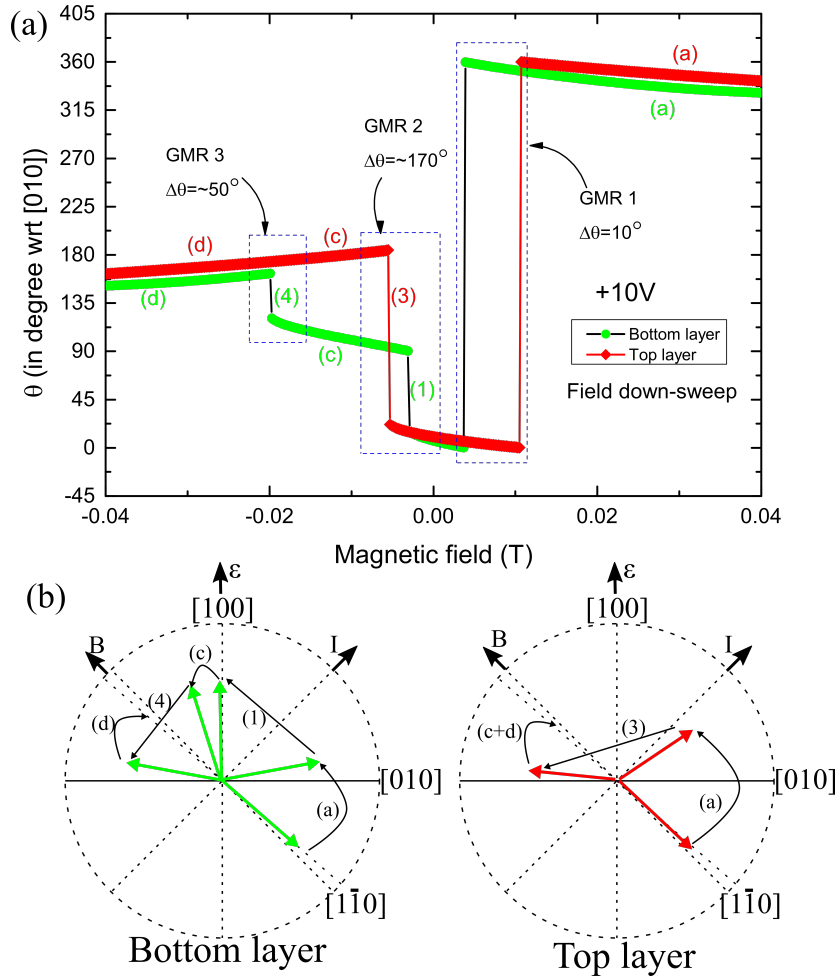 (a)
405
360
315
270
225
180
135
90
45
0
-45
θ (in degree wrt [010])
-0.04
-0.02
0.00
0.02
0.04
Magnetic field (T)
GMR 3
Δθ=~50°
GMR 2
Δθ=~170°
GMR 1
Δθ=10°
(a)
(a)
(d)
(c)
(d)
(4)
(c)
(3)
(1)
+10V
Bottom layer
Top layer
Field down-sweep
(b)
ε
[100]
B
I
(c)
(4)
(d)
(1)
(a)
[010]
[11̄0]
Bottom layer
ε
[100]
B
I
(c+d)
(3)
(a)
[010]
[11̄0]
Top layer